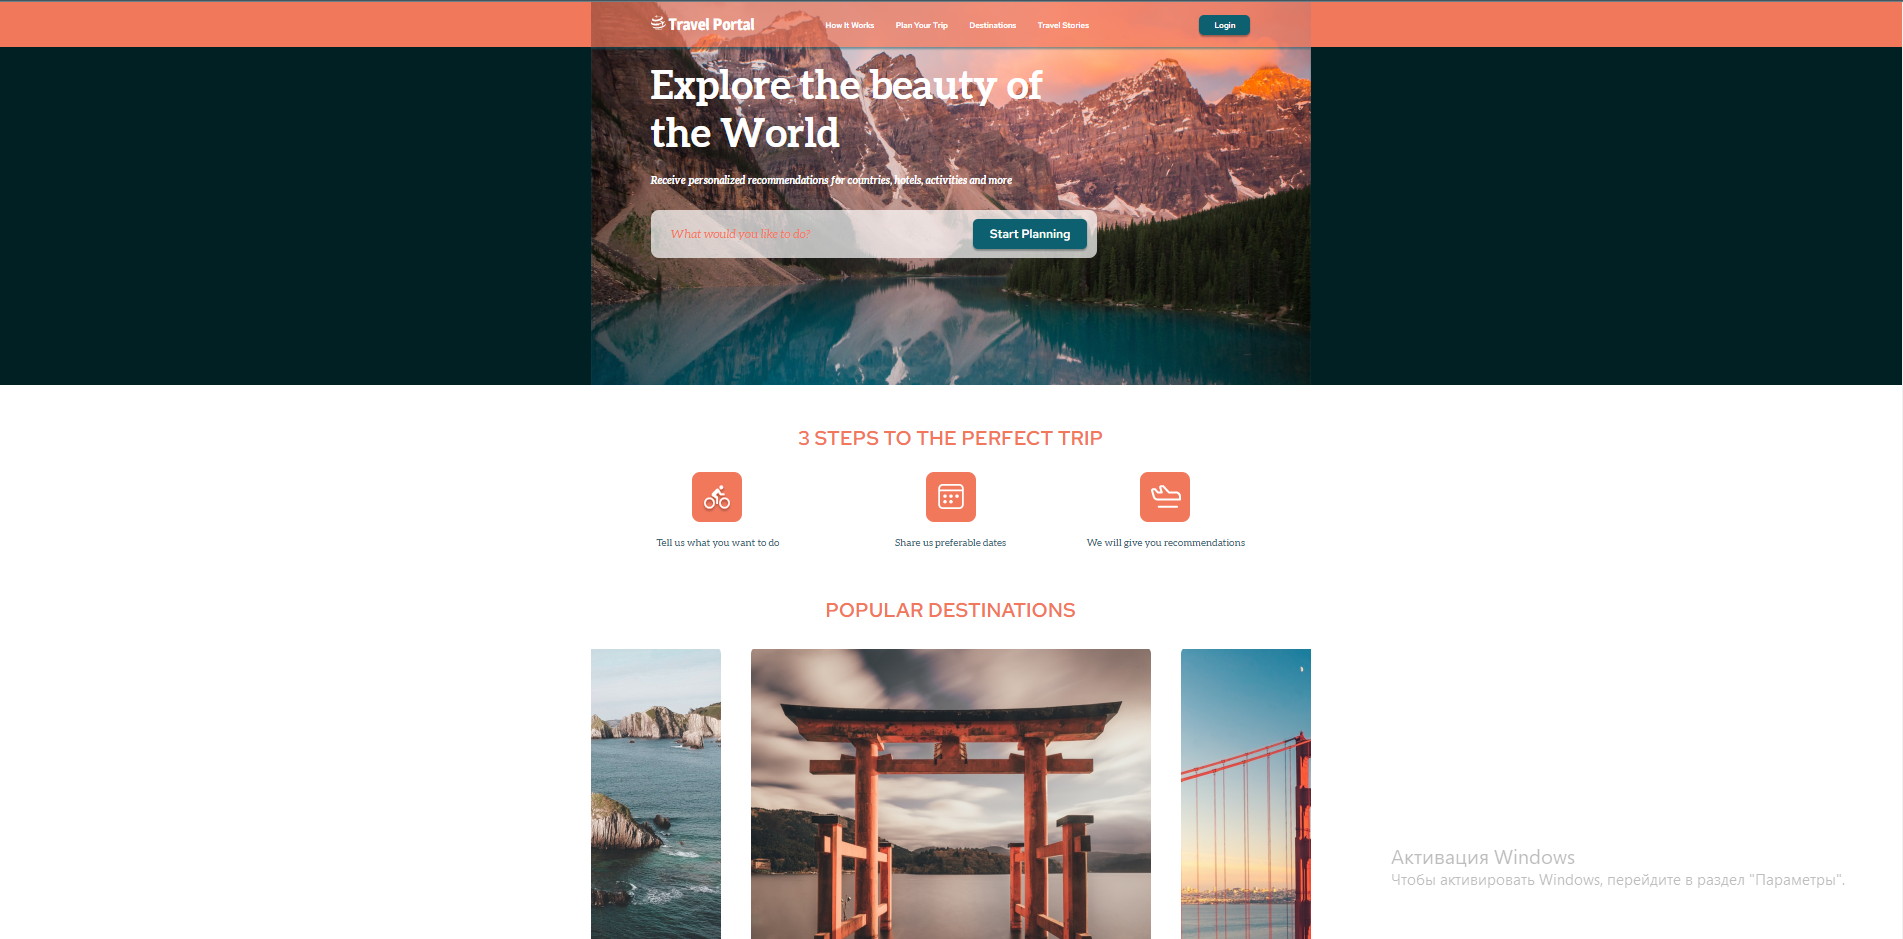 Travel Portal
How It Works
Plan Your Trip
Destinations
Travel Stories
Login
Explore the beauty of
the World
Receive personalized recommendations for countries, hotels, activities and more
What would you like to do?
Start Planning
3 STEPS TO THE PERFECT TRIP
Tell us what you want to do
Share us preferable dates
We will give you recommendations
POPULAR DESTINATIONS
Активация Windows
Чтобы активировать Windows, перейдите в раздел "Параметры".